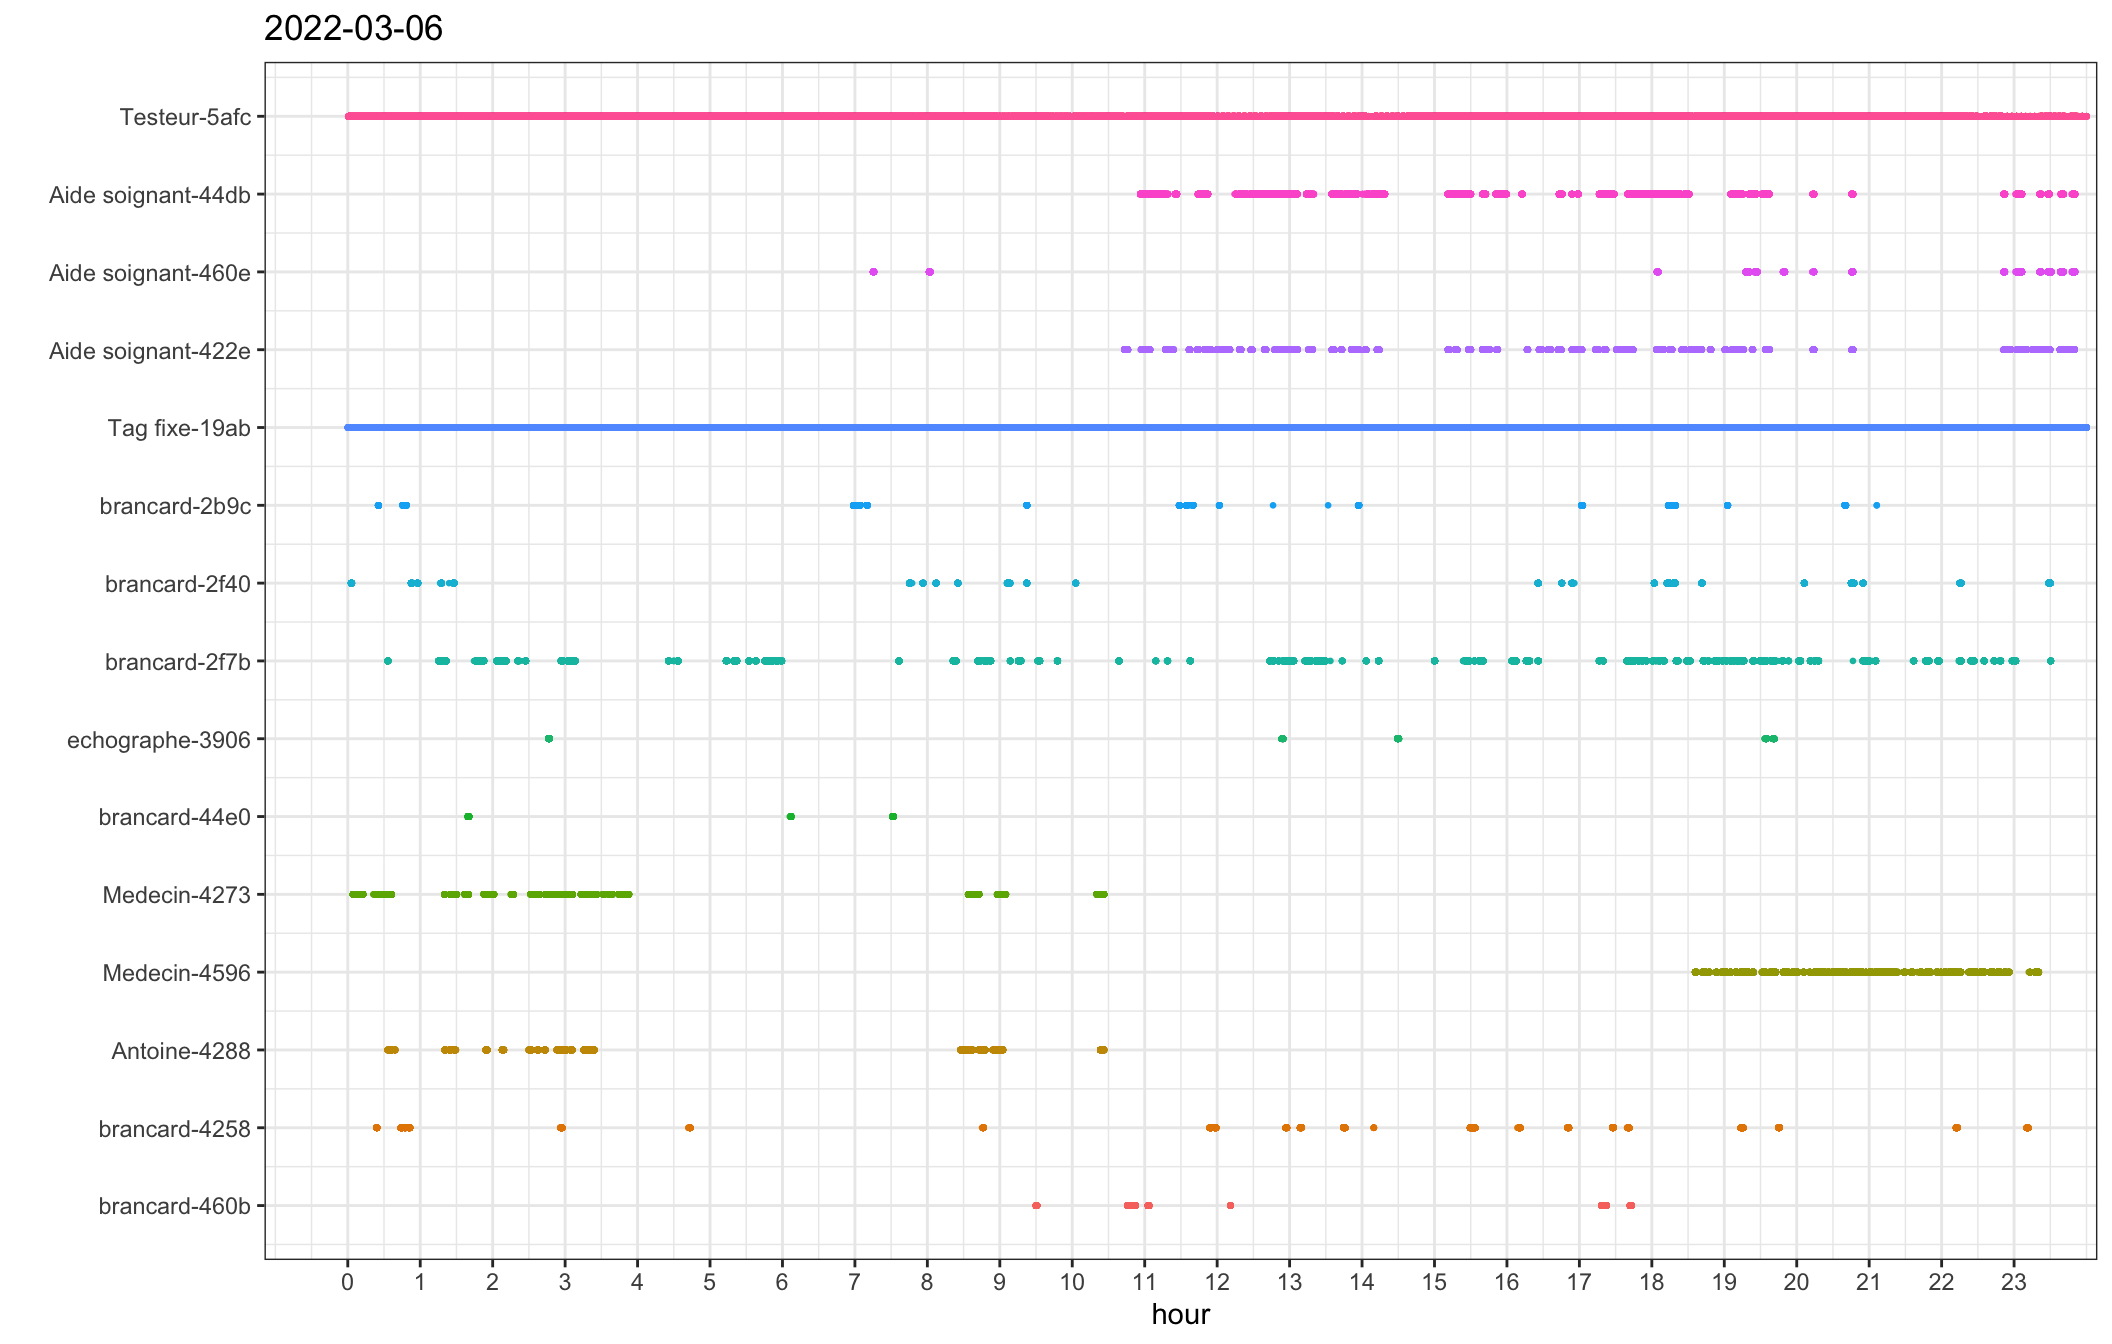 2022-03-06
Testeur-5afc
Aide soignant-44db
Aide soignant-460e
Aide soignant-422e
Tag fixe-19ab
brancard-2b9c
brancard-2f40
brancard-2f7b
echographe-3906
brancard-44e0
Medecin-4273
Medecin-4596
Antoine-4288
brancard-4258
brancard-460b
0 1 2 3 4 5 6 7 8 9 10 11 12 13 14 15 16 17 18 19 20 21 22 23
hour